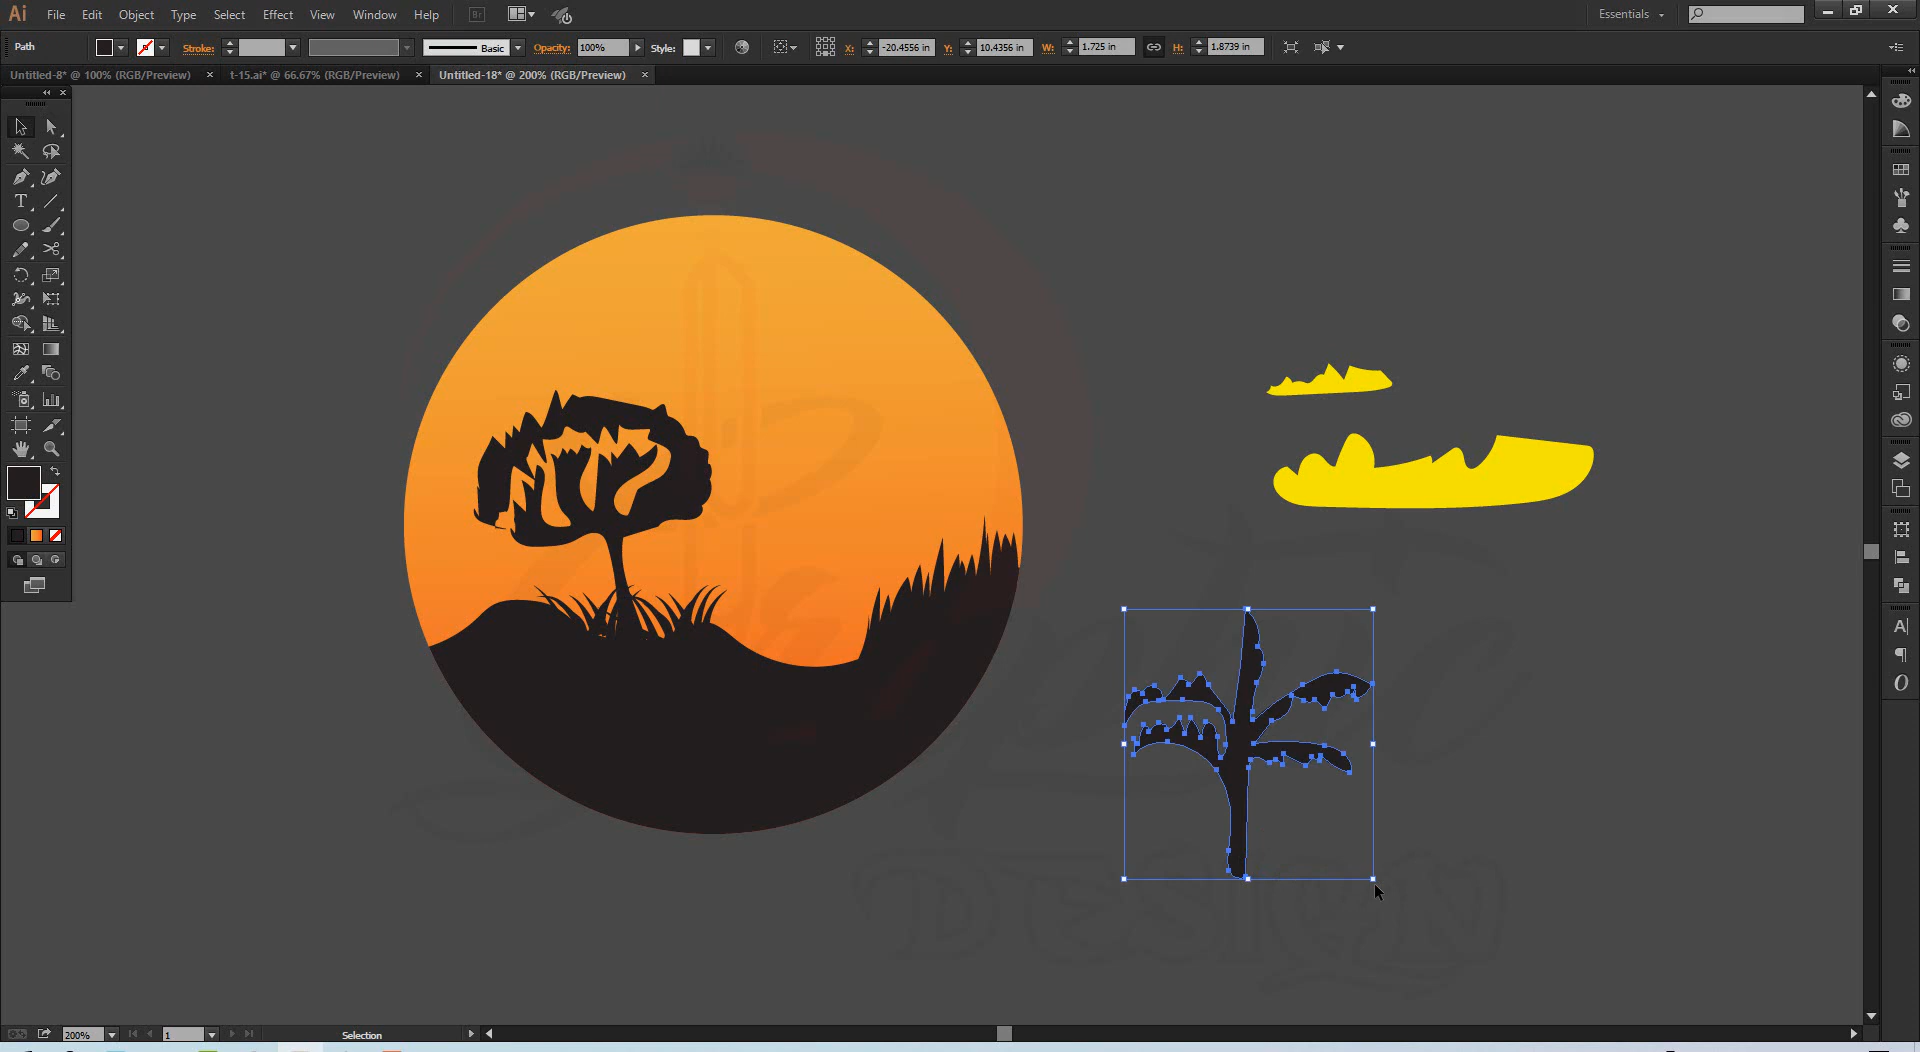 Ai File Edit Object Type Select Effect View Window Help Br Essentials
Path Stroke: Basic Opacity: 100% Style: X: -20.4556 in Y: 10.4356 in W: 1.725 in H: 1.8739 in
Untitled-8* @ 100% (RGB/Preview) × t-15.ai* @ 66.67% (RGB/Preview) × Untitled-18* @ 200% (RGB/Preview) ×
DESIGN
200% 1 Selection